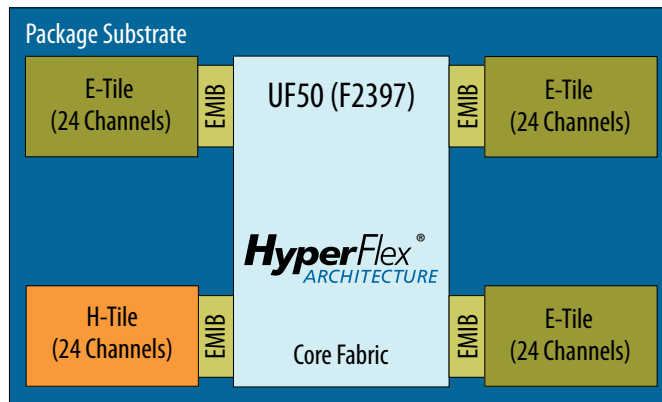 Package Substrate
E-Tile
(24 Channels)
EMIB
UF50 (F2397)
EMIB
E-Tile
(24 Channels)
HyperFlex®
ARCHITECTURE
H-Tile
(24 Channels)
EMIB
Core Fabric
EMIB
E-Tile
(24 Channels)